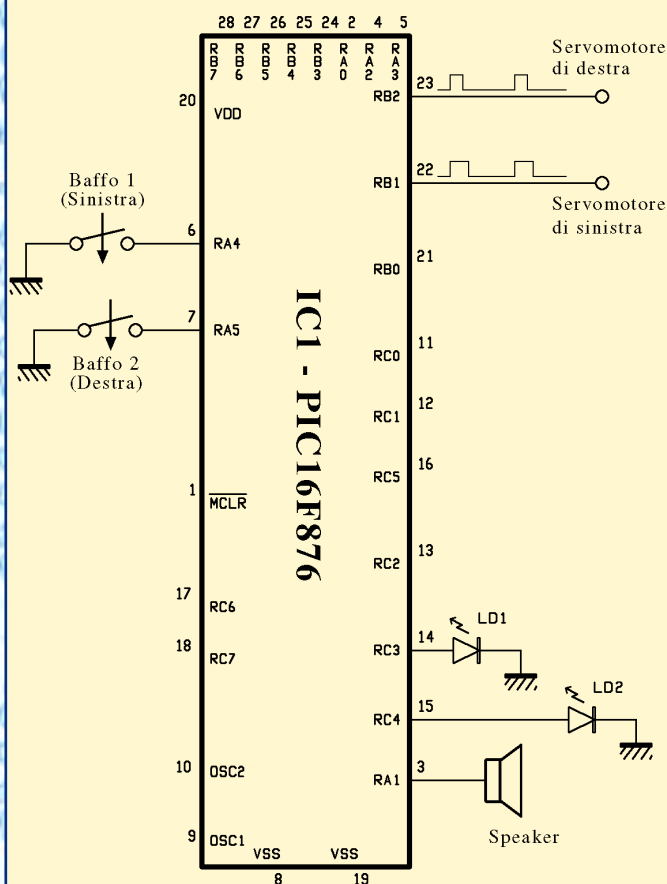 28 27 26 25 24 2 4 5
RB7 RB6 RB5 RB4 RB3 RA0 RA2 RA3
20
VDD
Baffo 1
(Sinistra)
6
RA4
7
RA5
Baffo 2
(Destra)
1
MCLR
17
RC6
18
RC7
10
OSC2
9
OSC1
VSS VSS
8 19
IC1 - PIC16F876
23
RB2
Servomotore
di destra
22
RB1
Servomotore
di sinistra
21
RB0
11
RC0
12
RC1
16
RC5
13
RC2
14
RC3
LD1
15
RC4
LD2
3
RA1
Speaker